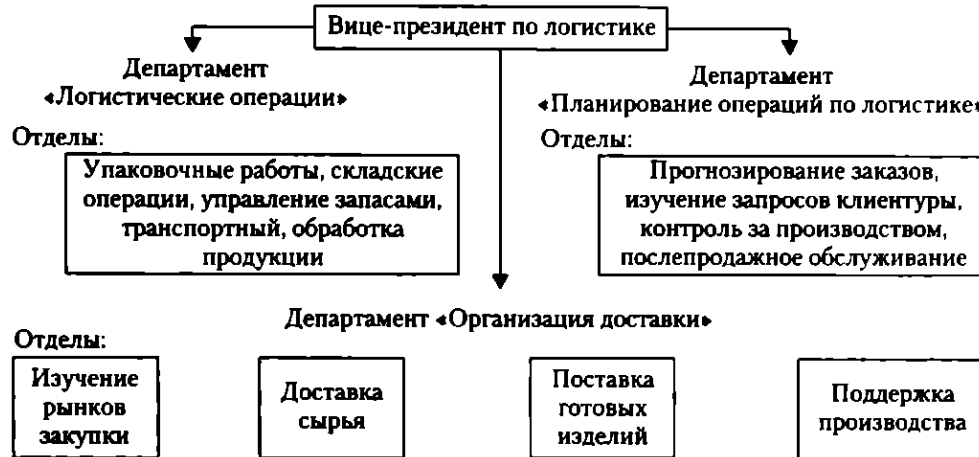 Вице-президент по логистике
Департамент
«Логистические операции»
Отделы:
Упаковочные работы, складские
операции, управление запасами,
транспортный, обработка
продукции
Департамент
«Планирование операций по логистике»
Отделы:
Прогнозирование заказов,
изучение запросов клиентуры,
контроль за производством,
послепродажное обслуживание
Департамент «Организация доставки»
Отделы:
Изучение
рынков
закупки
Доставка
сырья
Поставка
готовых
изделий
Поддержка
производства